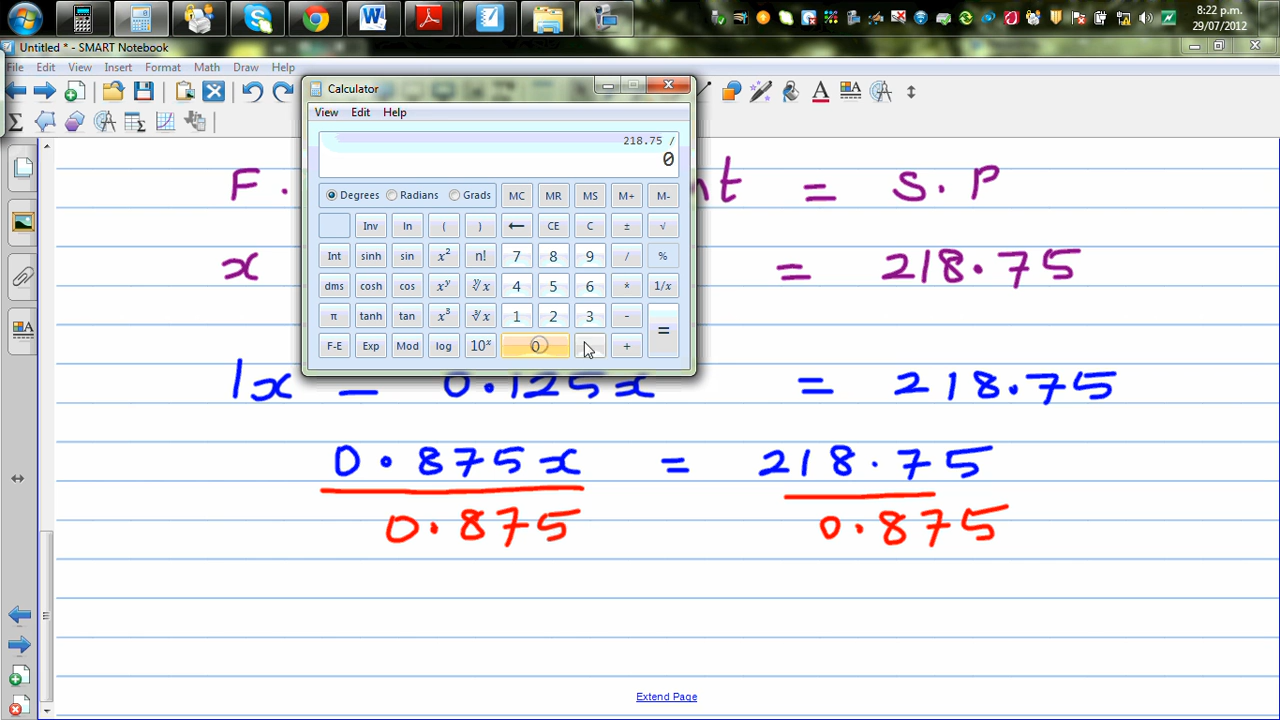 8:22 p.m.
29/07/2012
Untitled * - SMART Notebook
File Edit View Insert Format Math Draw Help
Calculator
View Edit Help
218.75 /
0
Degrees Radians Grads MC MR MS M+ M-
Inv ln ( ) ← CE C ± √
Int sinh sin x² n! 7 8 9 / %
dms cosh cos xʸ ʸ√x 4 5 6 * 1/x
π tanh tan x³ ³√x 1 2 3 - =
F-E Exp Mod log 10ˣ 0 +
F. nt = S.P
x = 218.75
1x - 0.125x = 218.75
0.875x = 218.75
0.875 0.875
Extend Page